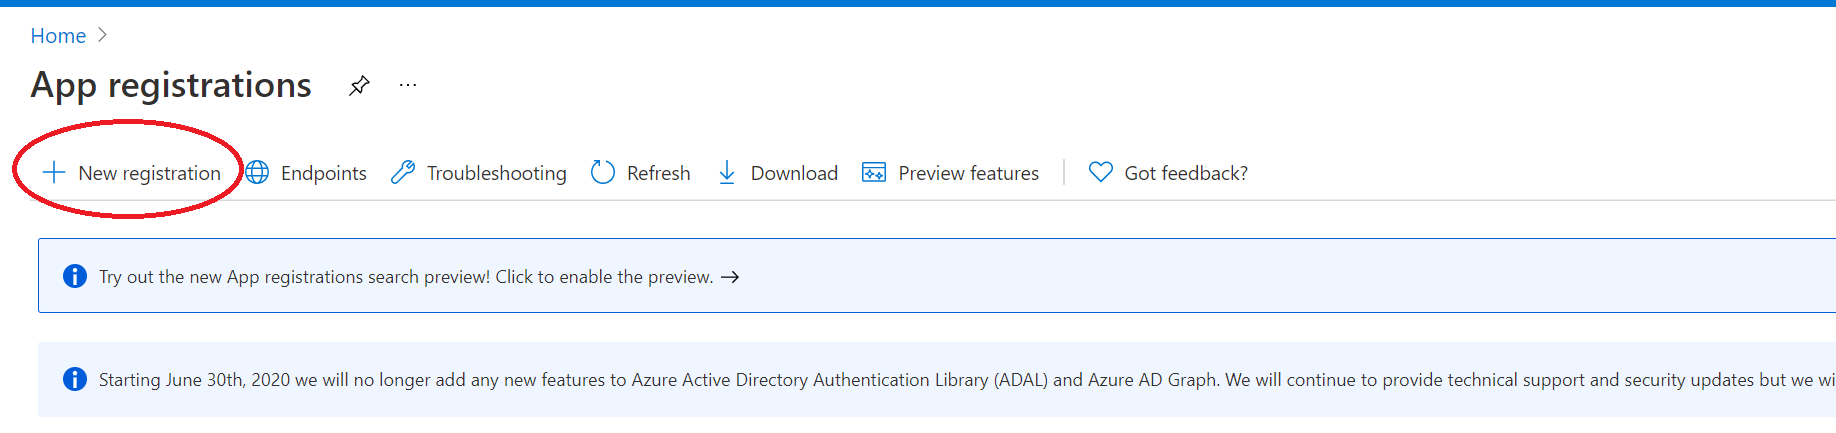 Home
App registrations
New registration Endpoints Troubleshooting Refresh Download Preview features Got feedback?
Try out the new App registrations search preview! Click to enable the preview.
Starting June 30th, 2020 we will no longer add any new features to Azure Active Directory Authentication Library (ADAL) and Azure AD Graph. We will continue to provide technical support and security updates but we